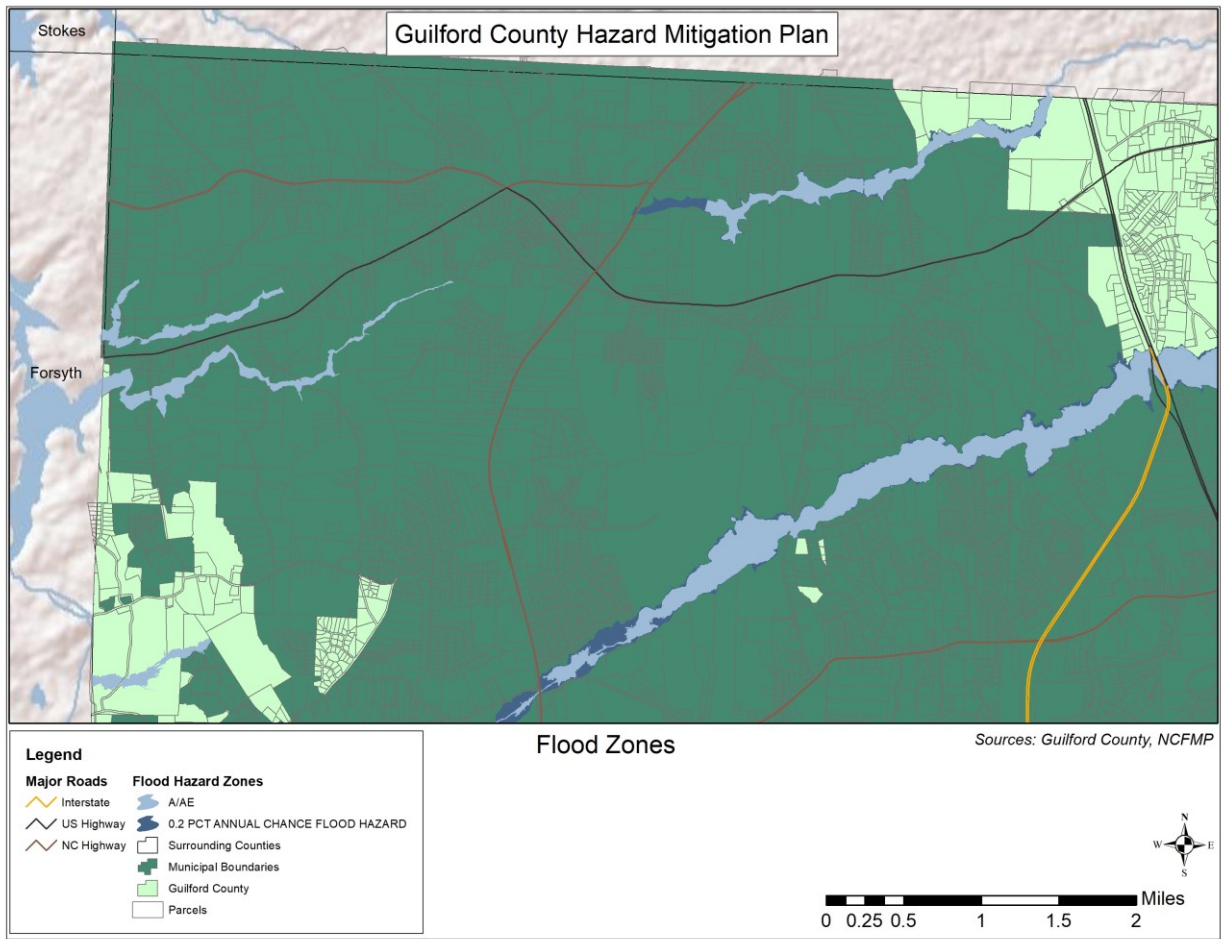 Stokes
Guilford County Hazard Mitigation Plan
Forsyth
Flood Zones
Sources: Guilford County, NCFMP
Legend
Major Roads
Interstate
US Highway
NC Highway
Flood Hazard Zones
A/AE
0.2 PCT ANNUAL CHANCE FLOOD HAZARD
Surrounding Counties
Municipal Boundaries
Guilford County
Parcels
N
W E
S
Miles
0 0.25 0.5 1 1.5 2